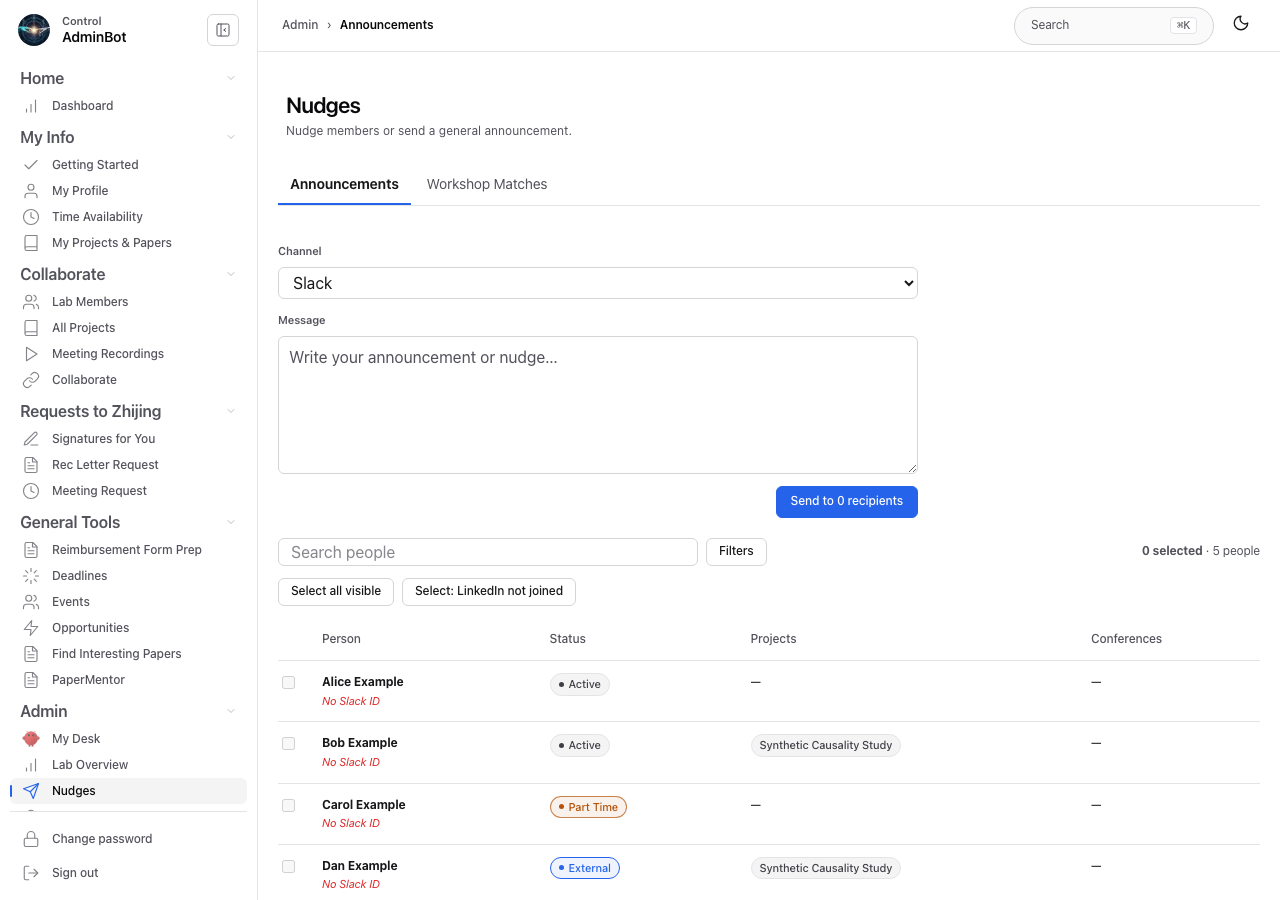 Control
AdminBot
Home
Dashboard
My Info
Getting Started
My Profile
Time Availability
My Projects & Papers
Collaborate
Lab Members
All Projects
Meeting Recordings
Collaborate
Requests to Zhijing
Signatures for You
Rec Letter Request
Meeting Request
General Tools
Reimbursement Form Prep
Deadlines
Events
Opportunities
Find Interesting Papers
PaperMentor
Admin
My Desk
Lab Overview
Nudges
Change password
Sign out
Admin › Announcements
Search ⌘K
Nudges
Nudge members or send a general announcement.
Announcements Workshop Matches
Channel
Slack
Message
Write your announcement or nudge...
Send to 0 recipients
Search people Filters 0 selected · 5 people
Select all visible Select: LinkedIn not joined
Person Status Projects Conferences
Alice Example Active — —
No Slack ID
Bob Example Active Synthetic Causality Study —
No Slack ID
Carol Example Part Time — —
No Slack ID
Dan Example External Synthetic Causality Study —
No Slack ID